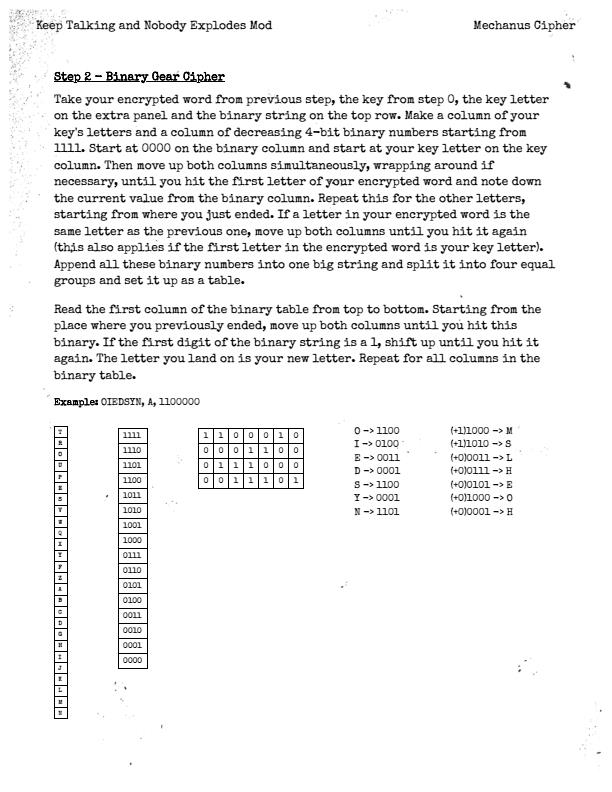 Keep Talking and Nobody Explodes Mod
Mechanus Cipher
Step 2 – Binary Gear Cipher
Take your encrypted word from previous step, the key from step 0, the key letter
on the extra panel and the binary string on the top row. Make a column of your
key's letters and a column of decreasing 4-bit binary numbers starting from
1111. Start at 0000 on the binary column and start at your key letter on the key
column. Then move up both columns simultaneously, wrapping around if
necessary, until you hit the first letter of your encrypted word and note down
the current value from the binary column. Repeat this for the other letters,
starting from where you just ended. If a letter in your encrypted word is the
same letter as the previous one, move up both columns until you hit it again
(this also applies if the first letter in the encrypted word is your key letter).
Append all these binary numbers into one big string and split it into four equal
groups and set it up as a table.
Read the first column of the binary table from top to bottom. Starting from the
place where you previously ended, move up both columns until you hit this
binary. If the first digit of the binary string is a 1, shift up until you hit it
again. The letter you land on is your new letter. Repeat for all columns in the
binary table.
Example: OIEDSYN, A, 1100000
T
R
O
U
P
E
S
V
W
Q
X
Y
F
Z
A
B
C
D
G
H
I
J
K
L
M
N
1111
1110
1101
1100
1011
1010
1001
1000
0111
0110
0101
0100
0011
0010
0001
0000
1 1 0 0 0 1 0
0 0 0 1 1 0 0
0 1 1 1 0 0 0
0 0 1 1 1 0 1
O -> 1100
I -> 0100
E -> 0011
D -> 0001
S -> 1100
Y -> 0001
N -> 1101
(+1)1000 -> M
(+1)1010 -> S
(+0)0011 -> L
(+0)0111 -> H
(+0)0101 -> E
(+0)1000 -> O
(+0)0001 -> H